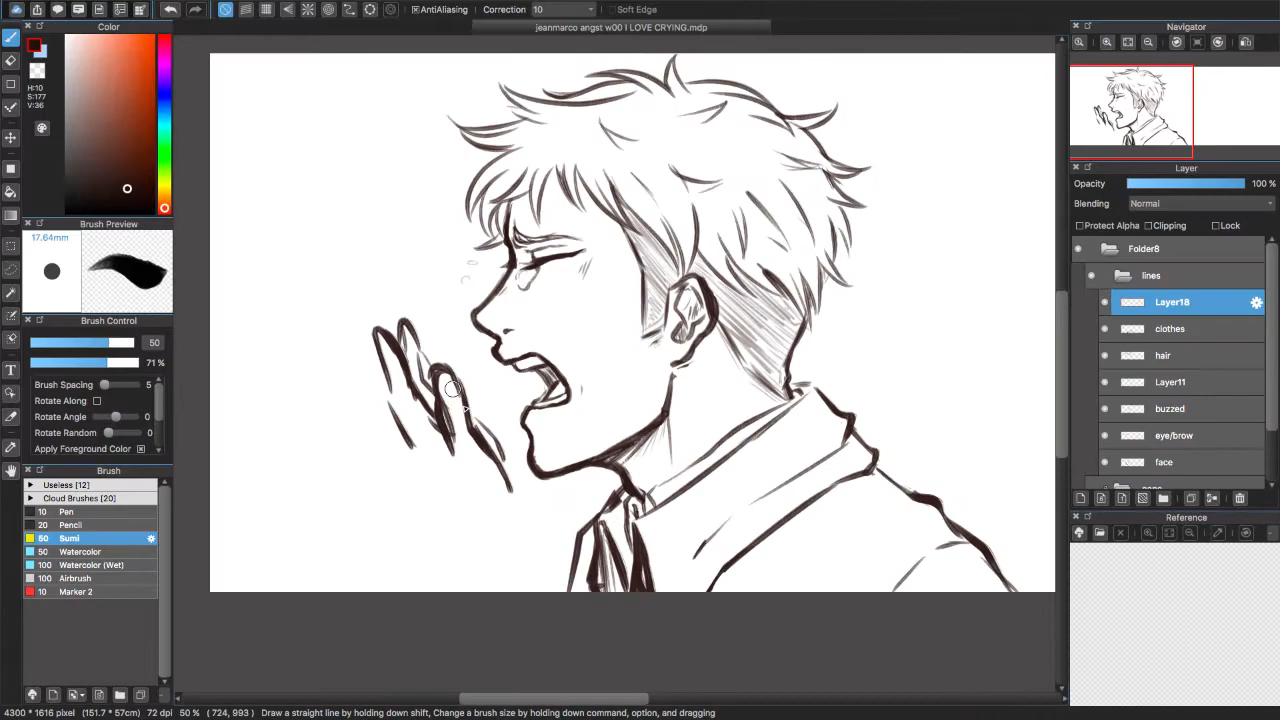 AntiAliasing Correction 10 Soft Edge
jeanmarco angst w00 I LOVE CRYING.mdp
Color
H:10
S:177
V:36
Brush Preview
17.64mm
Brush Control
50
71 %
Brush Spacing 5
Rotate Along
Rotate Angle 0
Rotate Random 0
Apply Foreground Color
Brush
Useless [12]
Cloud Brushes [20]
10 Pen
20 Pencil
50 Sumi
50 Watercolor
100 Watercolor (Wet)
100 Airbrush
10 Marker 2
Navigator
Layer
Opacity 100 %
Blending Normal
Protect Alpha Clipping Lock
Folder8
lines
Layer18
clothes
hair
Layer11
buzzed
eye/brow
face
Reference
4300 * 1616 pixel (151.7 * 57cm) 72 dpi 50 % ( 724, 993 ) Draw a straight line by holding down shift, Change a brush size by holding down command, option, and dragging